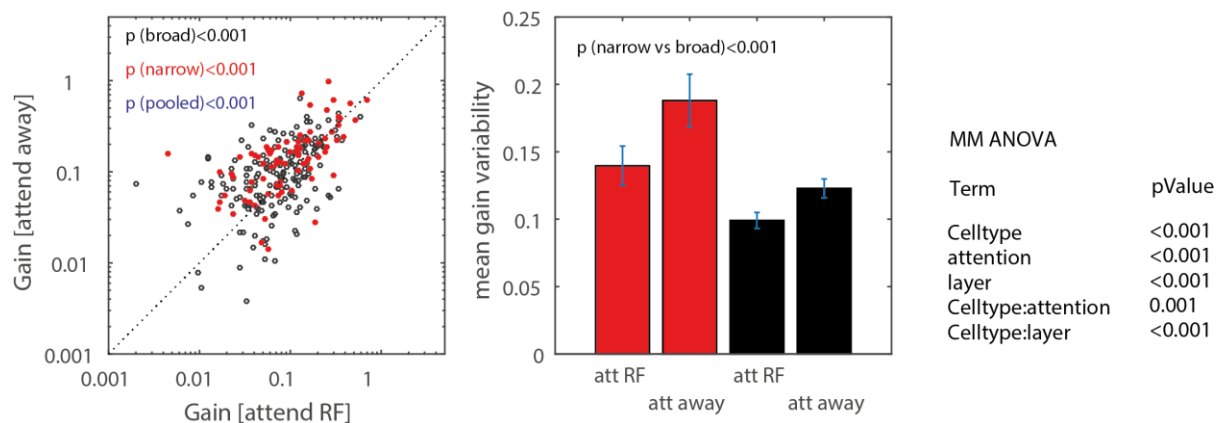 p (broad)<0.001
p (narrow)<0.001
p (pooled)<0.001
Gain [attend away]
1
0.1
0.01
0.001
0.001
0.01
0.1
1
Gain [attend RF]
p (narrow vs broad)<0.001
mean gain variability
0.25
0.2
0.15
0.1
0.05
0
att RF
att away
att RF
att away
MM ANOVA
Term pValue
Celltype <0.001
attention <0.001
layer <0.001
Celltype:attention 0.001
Celltype:layer <0.001